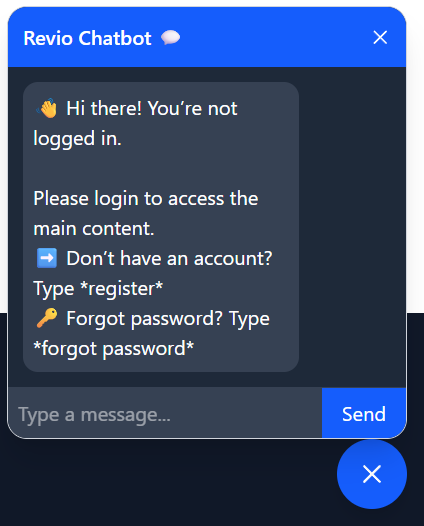 Revio Chatbot 💬
👋 Hi there! You’re not
logged in.
Please login to access the
main content.
➡️ Don’t have an account?
Type *register*
🔑 Forgot password? Type
*forgot password*
Type a message... Send